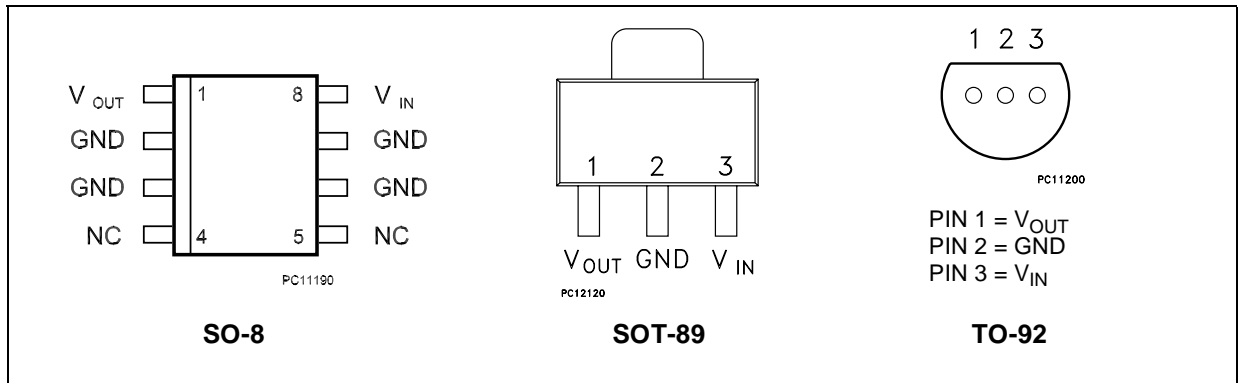 V OUT 1 8 V IN
GND GND
GND GND
NC 4 5 NC
PC11190
SO-8
1 2 3
VOUT GND V IN
PC12120
SOT-89
1 2 3
PC11200
PIN 1 = VOUT
PIN 2 = GND
PIN 3 = VIN
TO-92